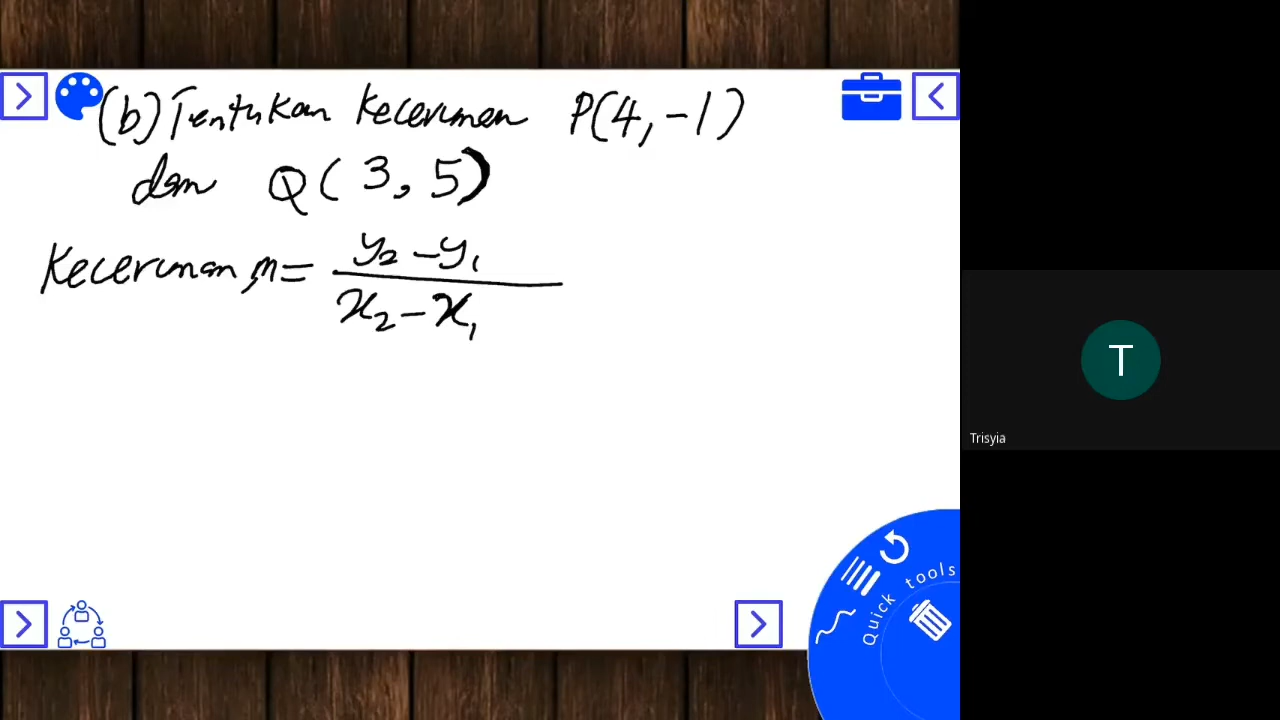 (b) Tentukan Kecerunan P(4, -1)
dan Q(3, 5)
Kecerunan, m = y₂ - y₁
x₂ - x₁
T
Trisyia
Quick tools